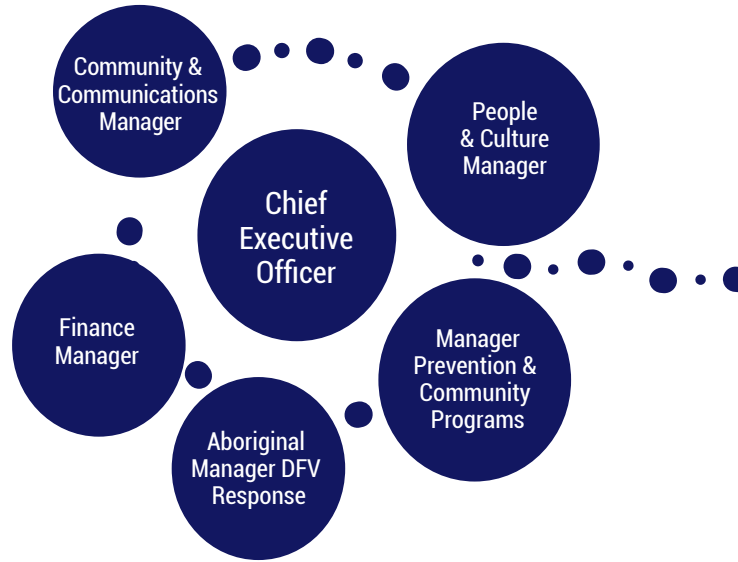 Community &
Communications
Manager
People
& Culture
Manager
Chief
Executive
Officer
Finance
Manager
Manager
Prevention &
Community
Programs
Aboriginal
Manager DFV
Response